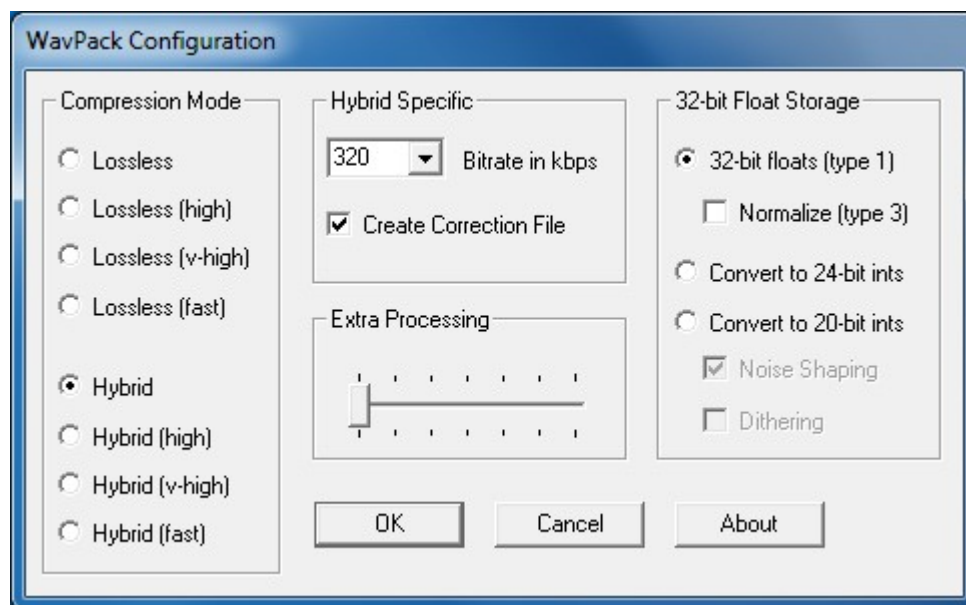 WavPack Configuration
Compression Mode
Lossless
Lossless (high)
Lossless (v-high)
Lossless (fast)
Hybrid
Hybrid (high)
Hybrid (v-high)
Hybrid (fast)
Hybrid Specific
320 Bitrate in kbps
Create Correction File
Extra Processing
32-bit Float Storage
32-bit floats (type 1)
Normalize (type 3)
Convert to 24-bit ints
Convert to 20-bit ints
Noise Shaping
Dithering
OK Cancel About